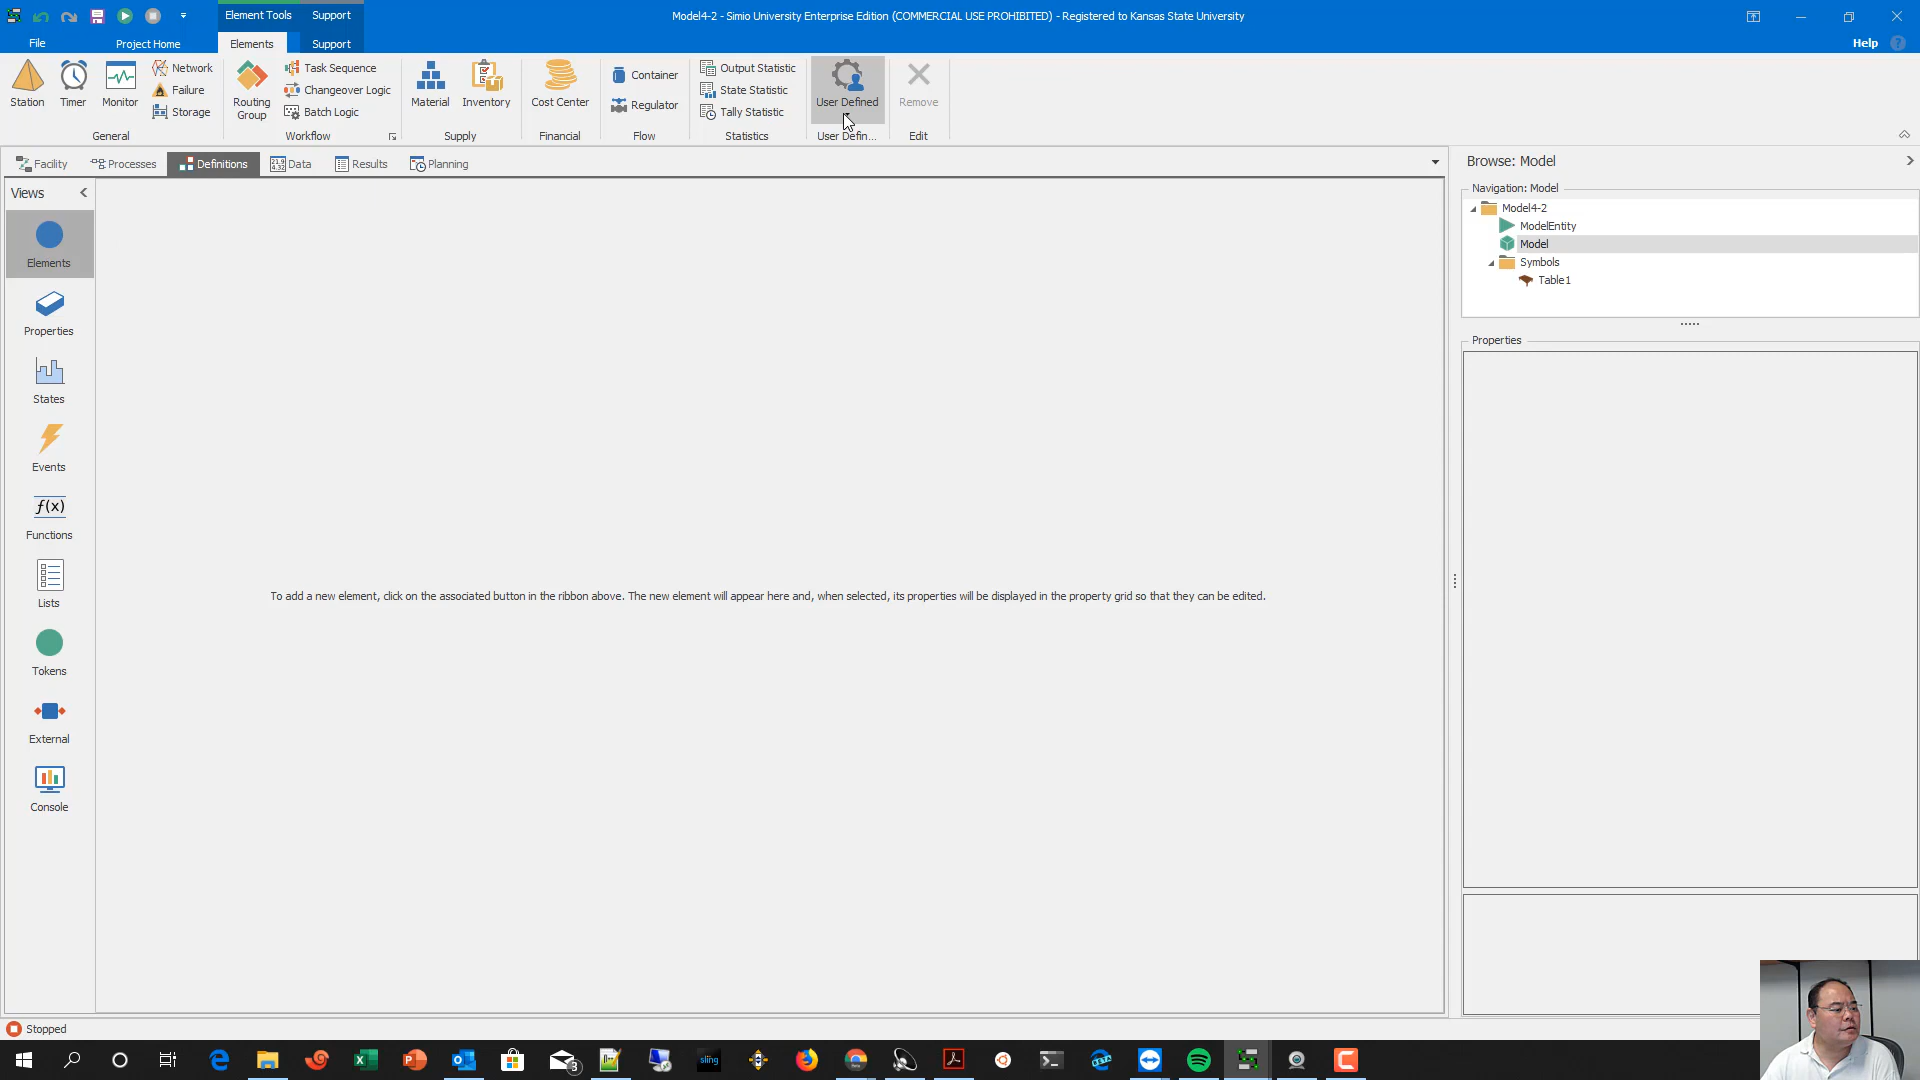 Element Tools
Support
Model4-2 - Simio University Enterprise Edition (COMMERCIAL USE PROHIBITED) - Registered to Kansas State University
File
Project Home
Elements
Support
Help
Station
Timer
Monitor
Network
Failure
Storage
General
Routing
Group
Task Sequence
Changeover Logic
Batch Logic
Workflow
Material
Inventory
Supply
Cost Center
Financial
Container
Regulator
Flow
Output Statistic
State Statistic
Tally Statistic
Statistics
User Defined
User Defin...
Remove
Edit
Facility
Processes
Definitions
Data
Results
Planning
Views
Elements
Properties
States
Events
f(x)
Functions
Lists
Tokens
External
Console
To add a new element, click on the associated button in the ribbon above. The new element will appear here and, when selected, its properties will be displayed in the property grid so that they can be edited.
Browse: Model
Navigation: Model
Model4-2
ModelEntity
Model
Symbols
Table1
Properties
Stopped
sling
3
BETA